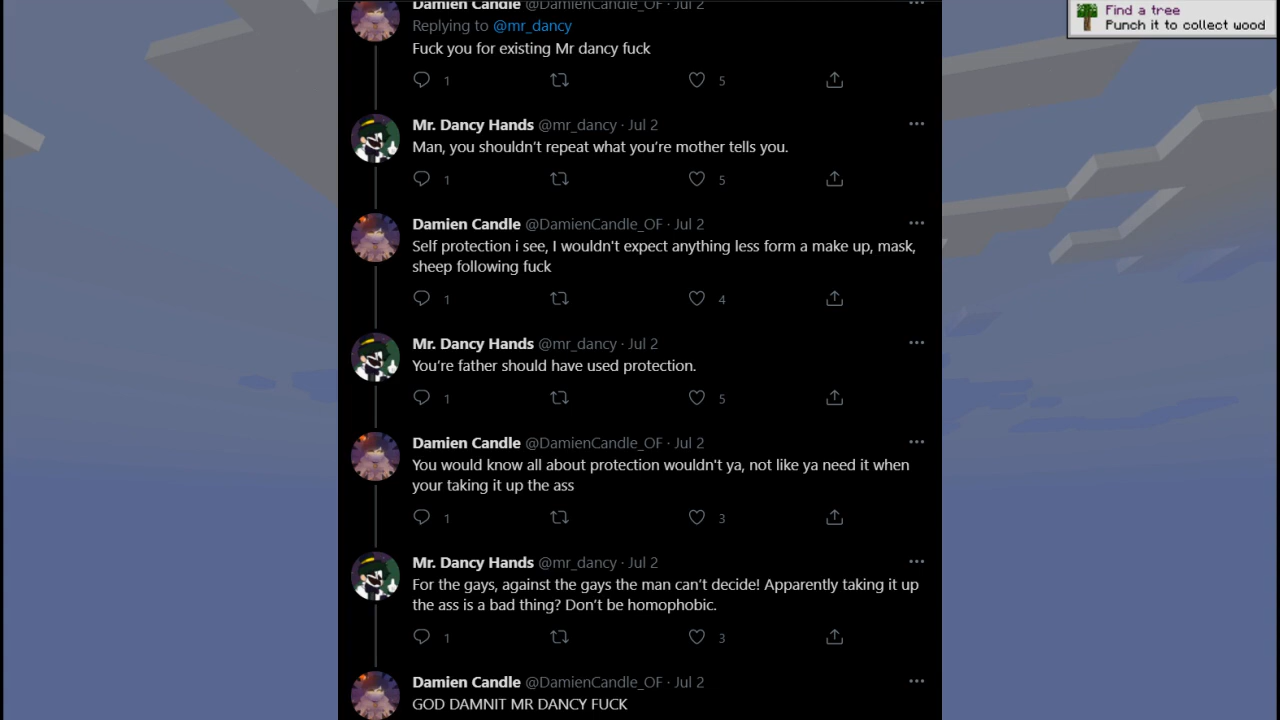 Damien Candle @DamienCandle_OF · Jul 2
Replying to @mr_dancy
Fuck you for existing Mr dancy fuck
1 5
Mr. Dancy Hands @mr_dancy · Jul 2
Man, you shouldn't repeat what you're mother tells you.
1 5
Damien Candle @DamienCandle_OF · Jul 2
Self protection i see, I wouldn't expect anything less form a make up, mask,
sheep following fuck
1 4
Mr. Dancy Hands @mr_dancy · Jul 2
You're father should have used protection.
1 5
Damien Candle @DamienCandle_OF · Jul 2
You would know all about protection wouldn't ya, not like ya need it when
your taking it up the ass
1 3
Mr. Dancy Hands @mr_dancy · Jul 2
For the gays, against the gays the man can't decide! Apparently taking it up
the ass is a bad thing? Don't be homophobic.
1 3
Damien Candle @DamienCandle_OF · Jul 2
GOD DAMNIT MR DANCY FUCK
Find a tree
Punch it to collect wood